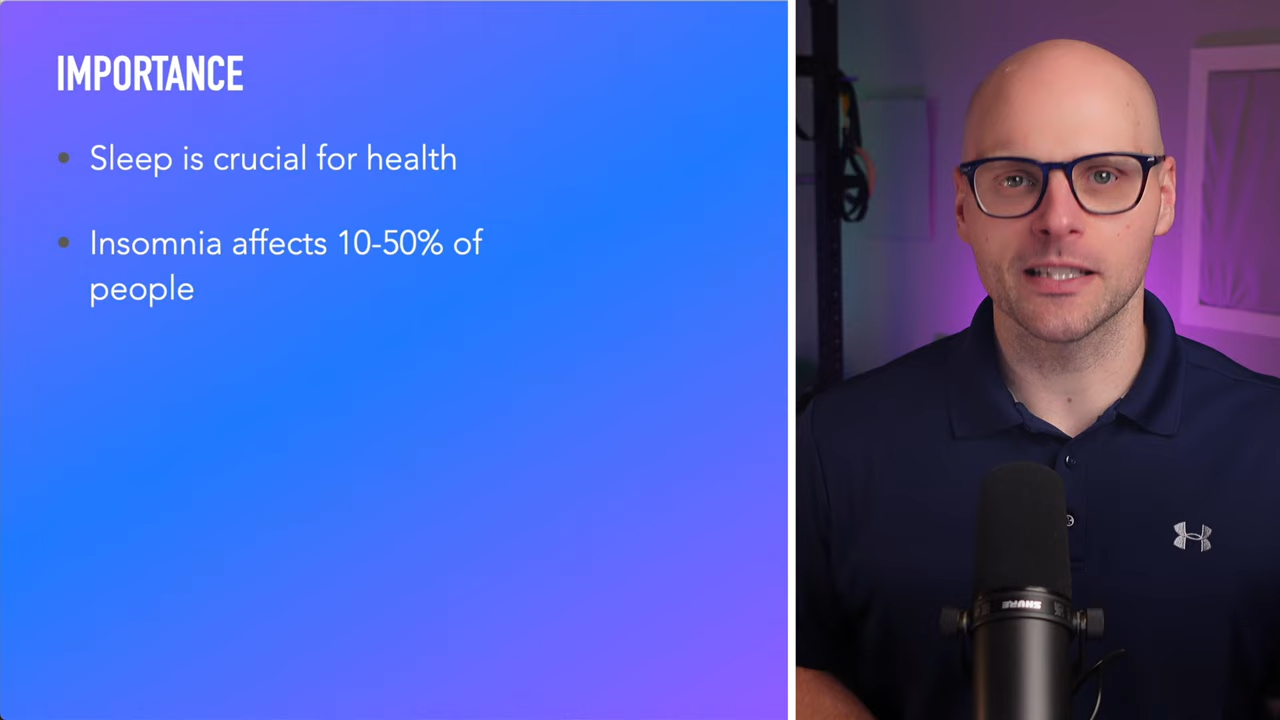 IMPORTANCE
• Sleep is crucial for health
• Insomnia affects 10-50% of
people
SHURE